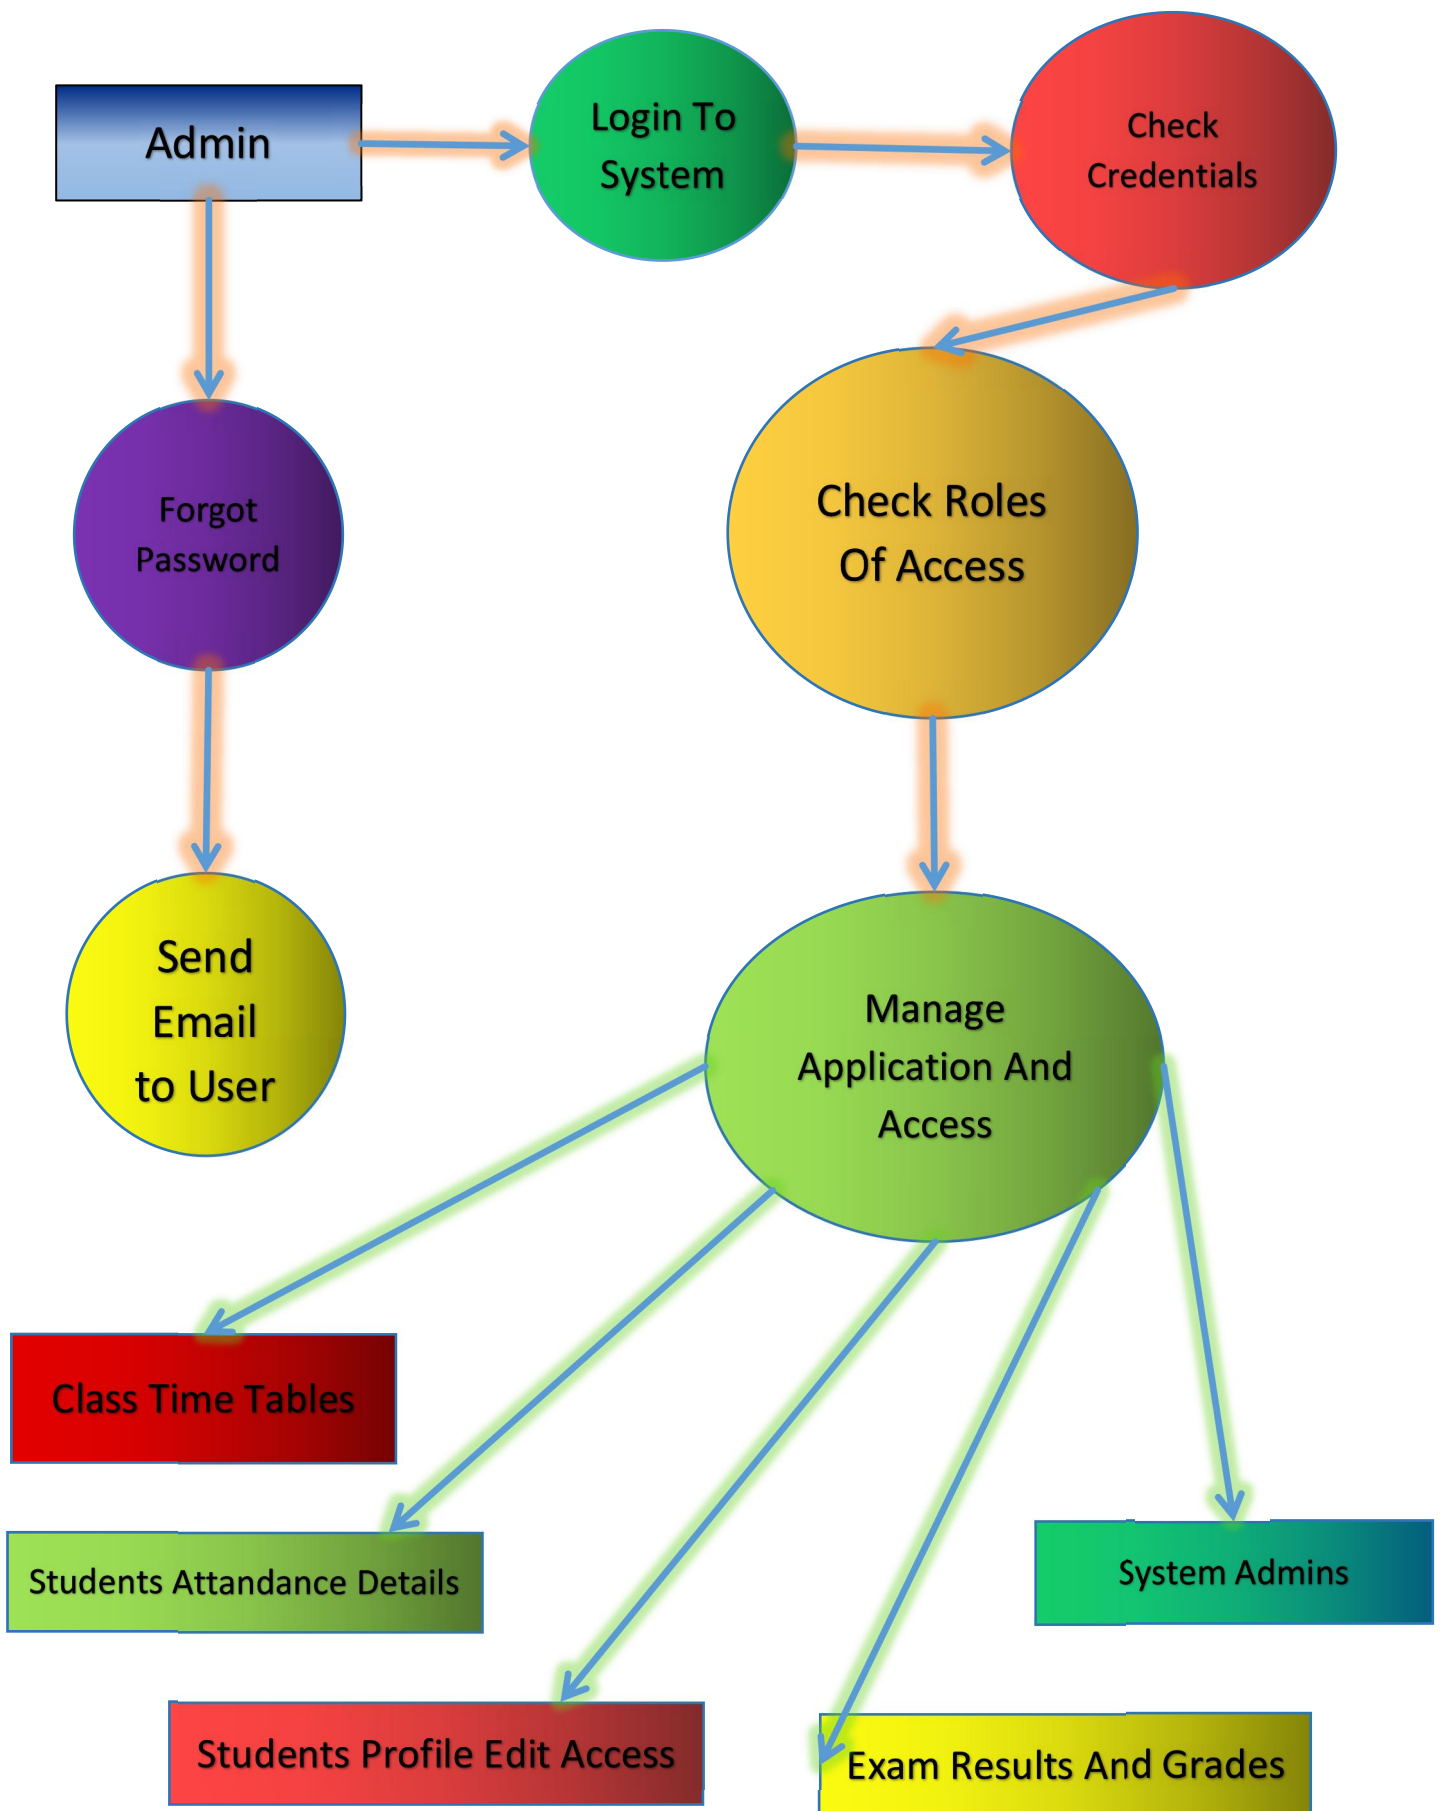 Admin
Login To
System
Check
Credentials
Forgot
Password
Check Roles
Of Access
Send
Email
to User
Manage
Application And
Access
Class Time Tables
Students Attandance Details
System Admins
Students Profile Edit Access
Exam Results And Grades